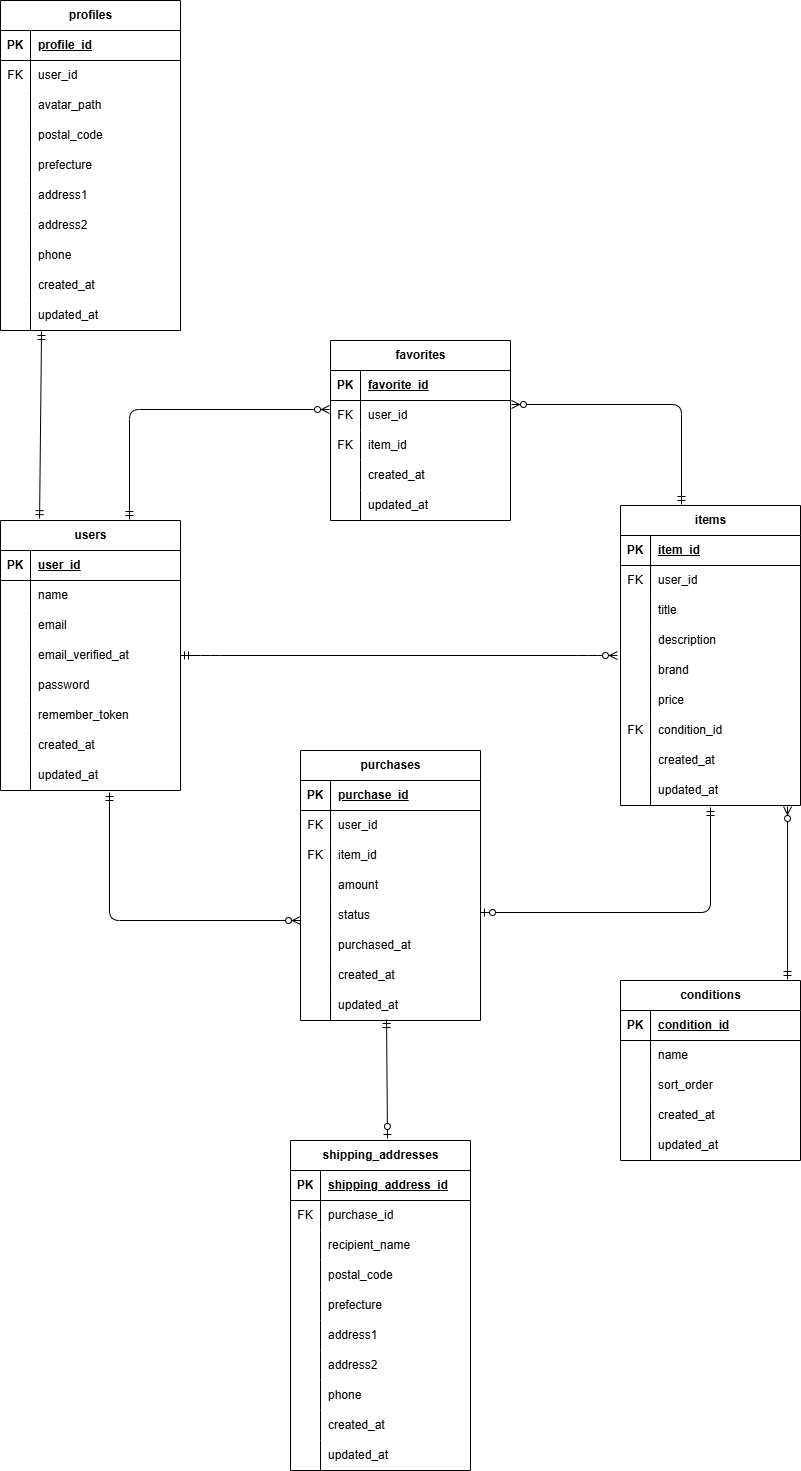 profiles
PK profile_id
FK user_id
avatar_path
postal_code
prefecture
address1
address2
phone
created_at
updated_at
favorites
PK favorite_id
FK user_id
FK item_id
created_at
updated_at
users
PK user_id
name
email
email_verified_at
password
remember_token
created_at
updated_at
items
PK item_id
FK user_id
title
description
brand
price
FK condition_id
created_at
updated_at
purchases
PK purchase_id
FK user_id
FK item_id
amount
status
purchased_at
created_at
updated_at
conditions
PK condition_id
name
sort_order
created_at
updated_at
shipping_addresses
PK shipping_address_id
FK purchase_id
recipient_name
postal_code
prefecture
address1
address2
phone
created_at
updated_at